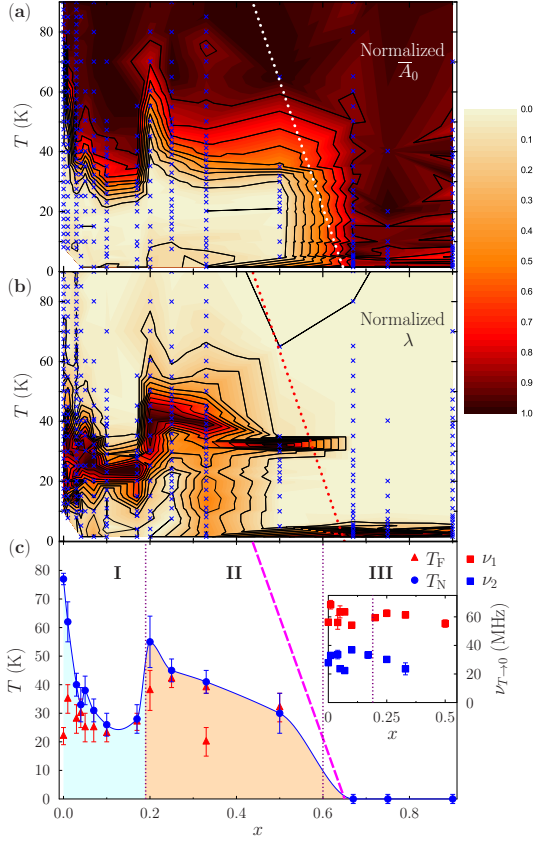 (a)
Normalized
A̅₀
T (K)
80
60
40
20
0
0.0
0.1
0.2
0.3
0.4
0.5
0.6
0.7
0.8
0.9
1.0
(b)
Normalized
λ
T (K)
80
60
40
20
0
(c)
I
II
III
T_F
T_N
ν₁
ν₂
T (K)
80
70
60
50
40
30
20
10
0
0.0
0.2
0.4
0.6
0.8
x
80
60
40
20
0
ν_T→0 (MHz)
0
0.25
0.5
x